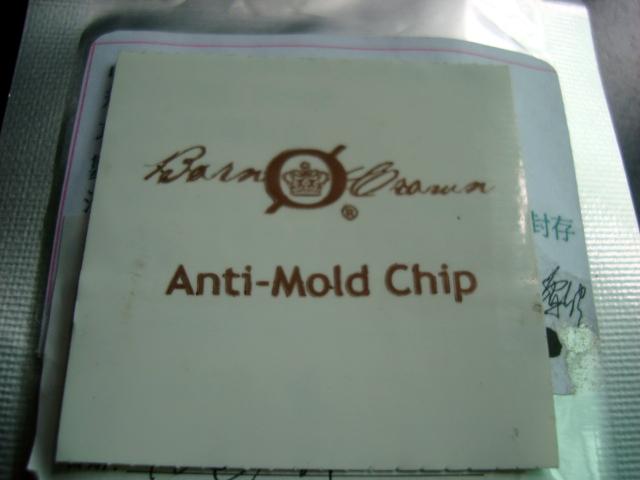 Born Crown
®
Anti-Mold Chip
封存